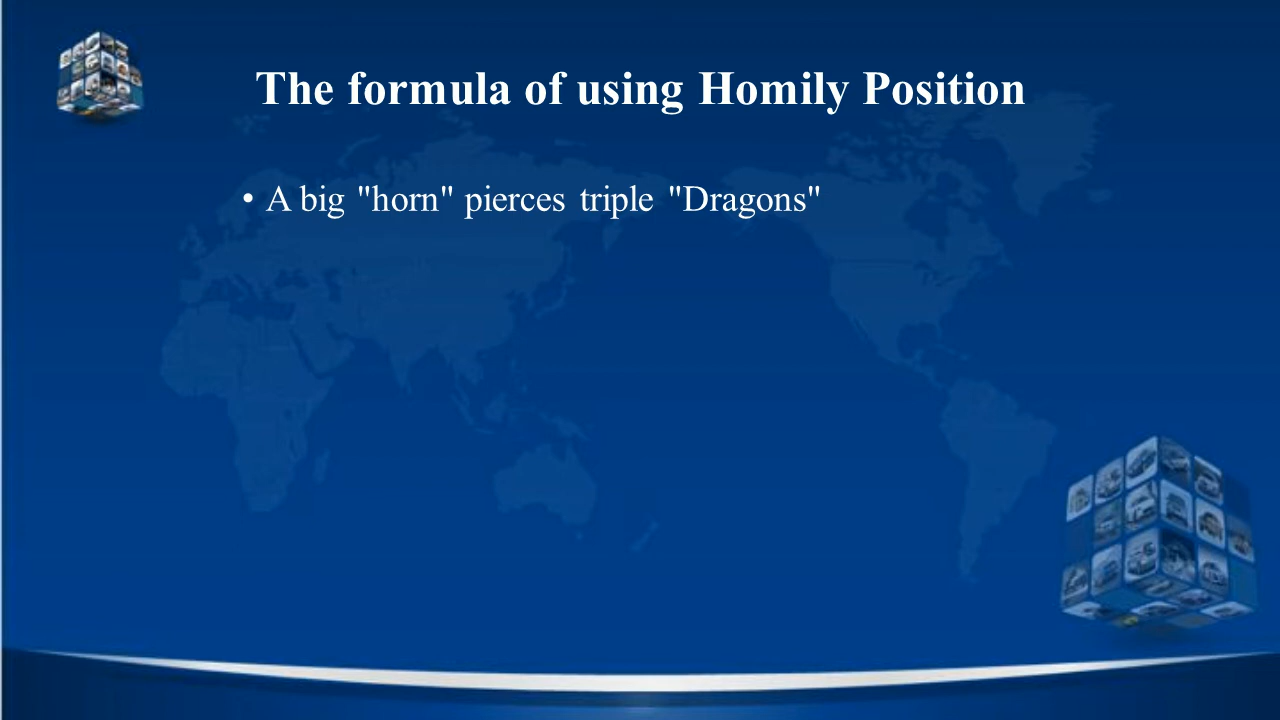 The formula of using Homily Position
• A big "horn" pierces triple "Dragons"